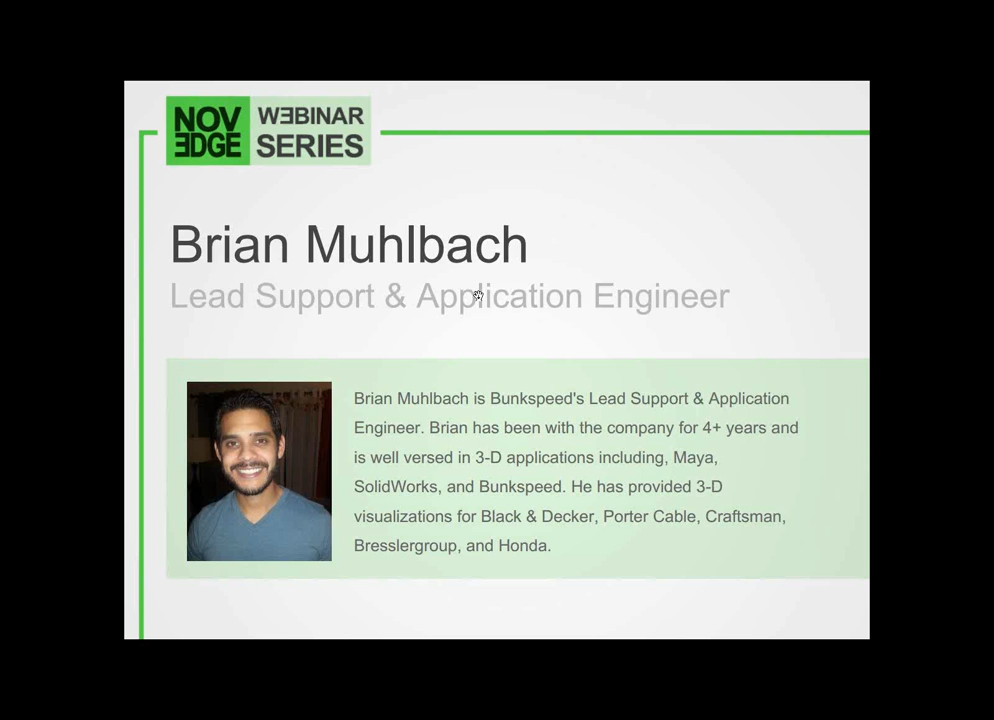 NOV
EDGE
WEBINAR
SERIES
Brian Muhlbach
Lead Support & Application Engineer
Brian Muhlbach is Bunkspeed's Lead Support & Application
Engineer. Brian has been with the company for 4+ years and
is well versed in 3-D applications including, Maya,
SolidWorks, and Bunkspeed. He has provided 3-D
visualizations for Black & Decker, Porter Cable, Craftsman,
Bresslergroup, and Honda.